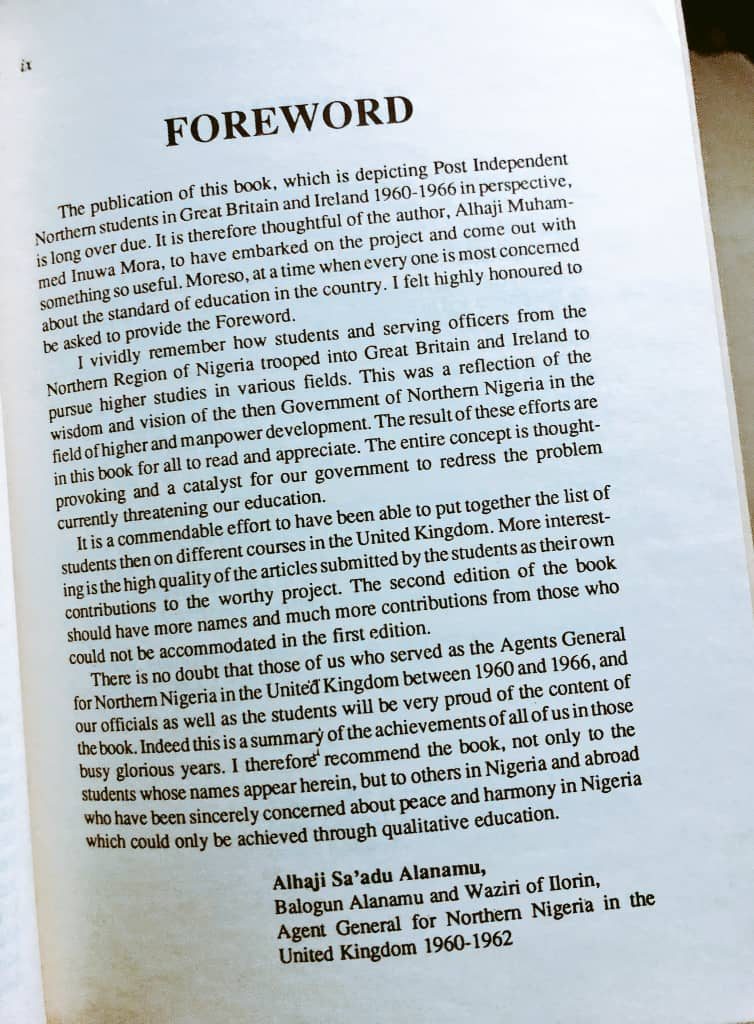 ix
FOREWORD
The publication of this book, which is depicting Post Independent
Northern students in Great Britain and Ireland 1960-1966 in perspective,
is long over due. It is therefore thoughtful of the author, Alhaji Muham-
med Inuwa Mora, to have embarked on the project and come out with
something so useful. Moreso, at a time when every one is most concerned
about the standard of education in the country. I felt highly honoured to
be asked to provide the Foreword.
I vividly remember how students and serving officers from the
Northern Region of Nigeria trooped into Great Britain and Ireland to
pursue higher studies in various fields. This was a reflection of the
wisdom and vision of the then Government of Northern Nigeria in the
field of higher and manpower development. The result of these efforts are
in this book for all to read and appreciate. The entire concept is thought-
provoking and a catalyst for our government to redress the problem
currently threatening our education.
It is a commendable effort to have been able to put together the list of
students then on different courses in the United Kingdom. More interest-
ing is the high quality of the articles submitted by the students as their own
contributions to the worthy project. The second edition of the book
should have more names and much more contributions from those who
could not be accommodated in the first edition.
There is no doubt that those of us who served as the Agents General
for Northern Nigeria in the United Kingdom between 1960 and 1966, and
our officials as well as the students will be very proud of the content of
the book. Indeed this is a summary of the achievements of all of us in those
busy glorious years. I therefore recommend the book, not only to the
students whose names appear herein, but to others in Nigeria and abroad
who have been sincerely concerned about peace and harmony in Nigeria
which could only be achieved through qualitative education.
Alhaji Sa'adu Alanamu,
Balogun Alanamu and Waziri of Ilorin,
Agent General for Northern Nigeria in the
United Kingdom 1960-1962